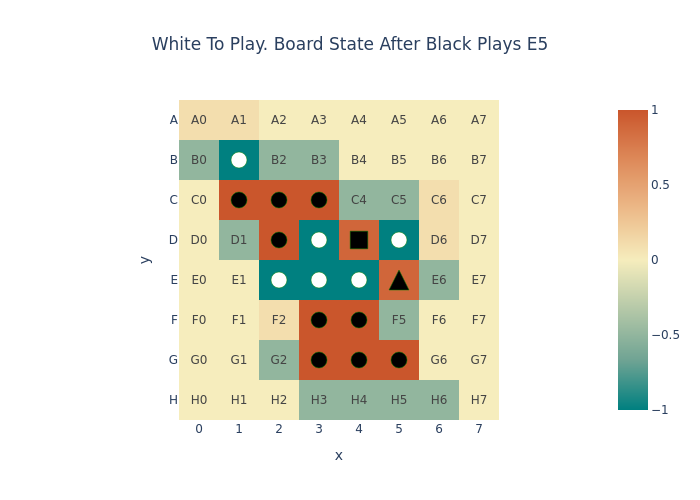 White To Play. Board State After Black Plays E5
A A0 A1 A2 A3 A4 A5 A6 A7
B B0 B2 B3 B4 B5 B6 B7
C C0 C4 C5 C6 C7
D D0 D1 D6 D7
E E0 E1 E6 E7
F F0 F1 F2 F5 F6 F7
G G0 G1 G2 G6 G7
H H0 H1 H2 H3 H4 H5 H6 H7
0 1 2 3 4 5 6 7
x
y
1
0.5
0
−0.5
−1